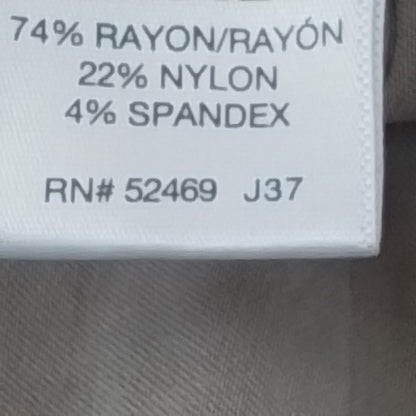 74% RAYON/RAYÓN
22% NYLON
4% SPANDEX
RN# 52469 J37